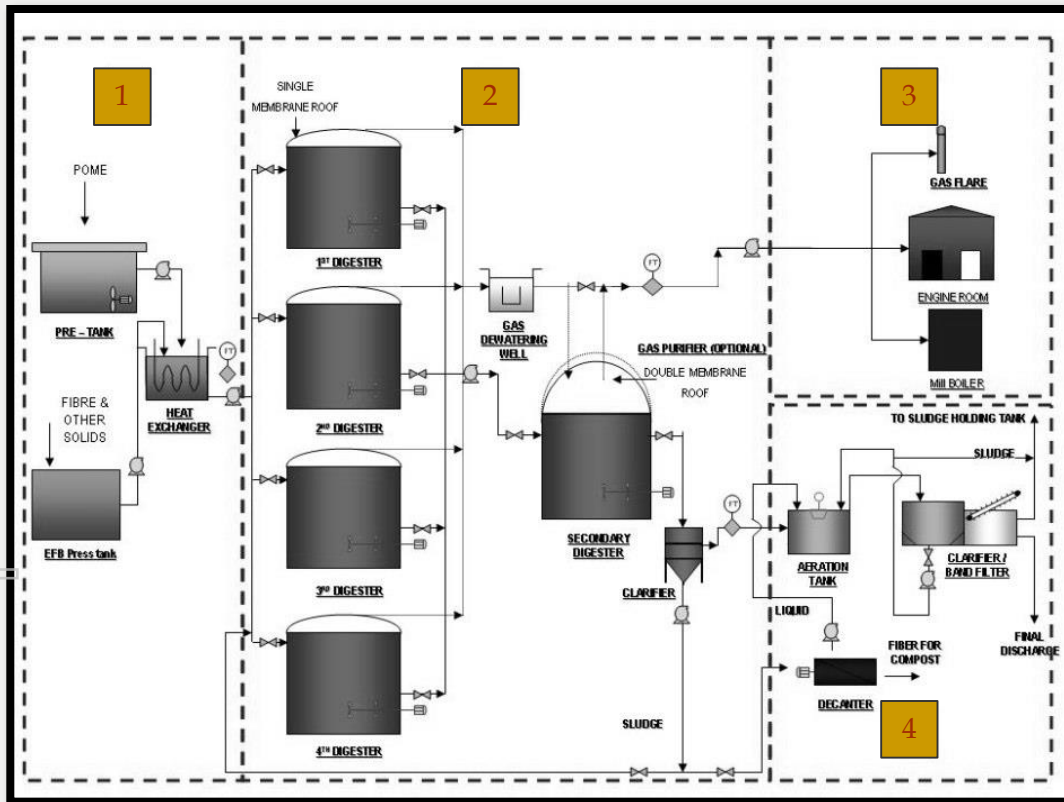 1
2
3
4
POME
PRE – TANK
FIBRE &
OTHER
SOLIDS
EFB Press tank
FT
HEAT
EXCHANGER
SINGLE
MEMBRANE ROOF
1ST DIGESTER
2ND DIGESTER
3RD DIGESTER
4TH DIGESTER
GAS
DEWATERING
WELL
FT
GAS PURIFIER (OPTIONAL)
DOUBLE MEMBRANE
ROOF
SECONDARY
DIGESTER
CLARIFIER
FT
SLUDGE
GAS FLARE
ENGINE ROOM
Mill BOILER
TO SLUDGE HOLDING TANK
SLUDGE
AERATION
TANK
CLARIFIER /
BAND FILTER
LIQUID
FIBER FOR
COMPOST
FINAL
DISCHARGE
DECANTER